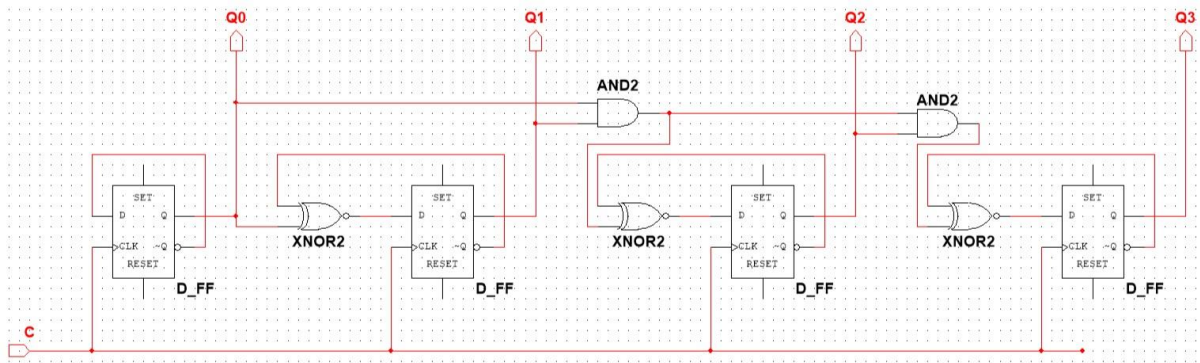 Q0 Q1 Q2 Q3
AND2
AND2
SET SET SET SET
D Q D Q D Q D Q
XNOR2 XNOR2 XNOR2
CLK ~Q CLK ~Q CLK ~Q CLK ~Q
RESET RESET RESET RESET
D_FF D_FF D_FF D_FF
C